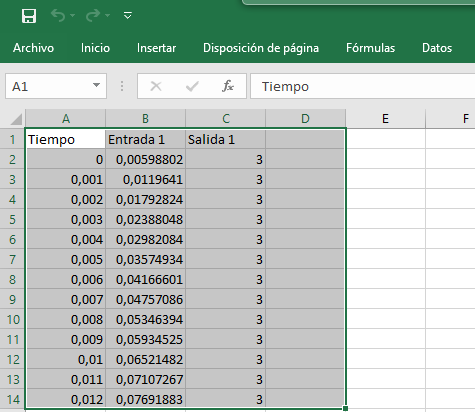 Archivo Inicio Insertar Disposición de página Fórmulas Datos
A1 fx Tiempo
A B C D E F
1 Tiempo Entrada 1 Salida 1
2 0 0,00598802 3
3 0,001 0,0119641 3
4 0,002 0,01792824 3
5 0,003 0,02388048 3
6 0,004 0,02982084 3
7 0,005 0,03574934 3
8 0,006 0,04166601 3
9 0,007 0,04757086 3
10 0,008 0,05346394 3
11 0,009 0,05934525 3
12 0,01 0,06521482 3
13 0,011 0,07107267 3
14 0,012 0,07691883 3